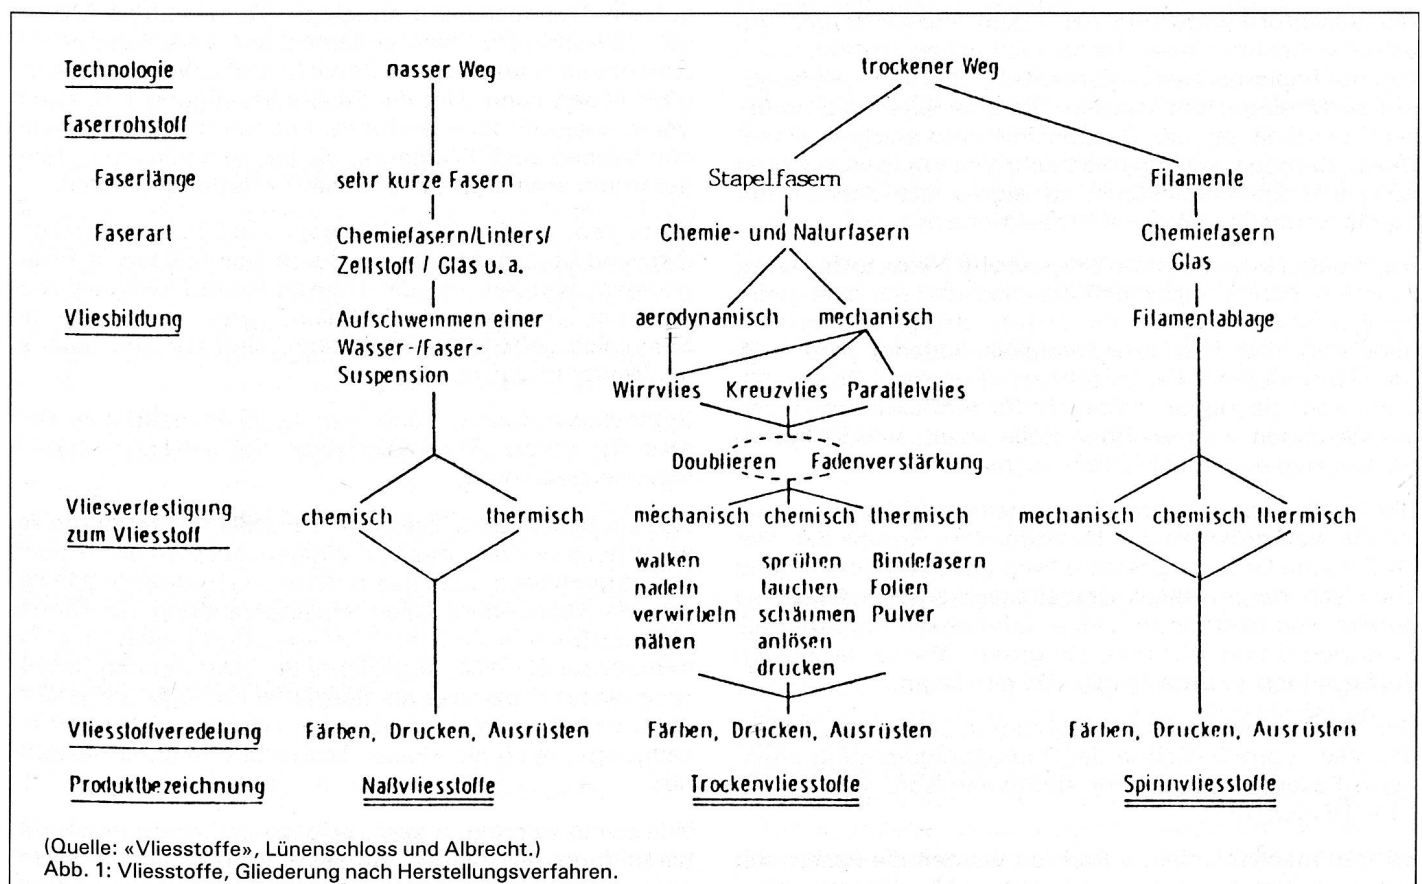 Technologie nasser Weg trockener Weg
Faserrohstoff
Faserlänge sehr kurze Fasern Stapelfasern Filamente
Faserart Chemiefasern/Linters/ Chemie- und Naturfasern Chemiefasern
Zellstoff / Glas u. a. Glas
Vliesbildung Aufschwemmen einer aerodynamisch mechanisch Filamentablage
Wasser-/Faser-
Suspension
Wirrvlies Kreuzvlies Parallelvlies
Doublieren Fadenverstärkung
Vliesverfestigung chemisch thermisch mechanisch chemisch thermisch mechanisch chemisch thermisch
zum Vliesstoff
walken sprühen Bindefasern
nadeln tauchen Folien
verwirbeln schäumen Pulver
nähen anlösen
drucken
Vliesstoffveredelung Färben, Drucken, Ausrüsten Färben, Drucken, Ausrüsten Färben, Drucken, Ausrüsten
Produktbezeichnung Naßvliesstoffe Trockenvliesstoffe Spinnvliesstoffe
(Quelle: «Vliesstoffe», Lünenschloss und Albrecht.)
Abb. 1: Vliesstoffe, Gliederung nach Herstellungsverfahren.